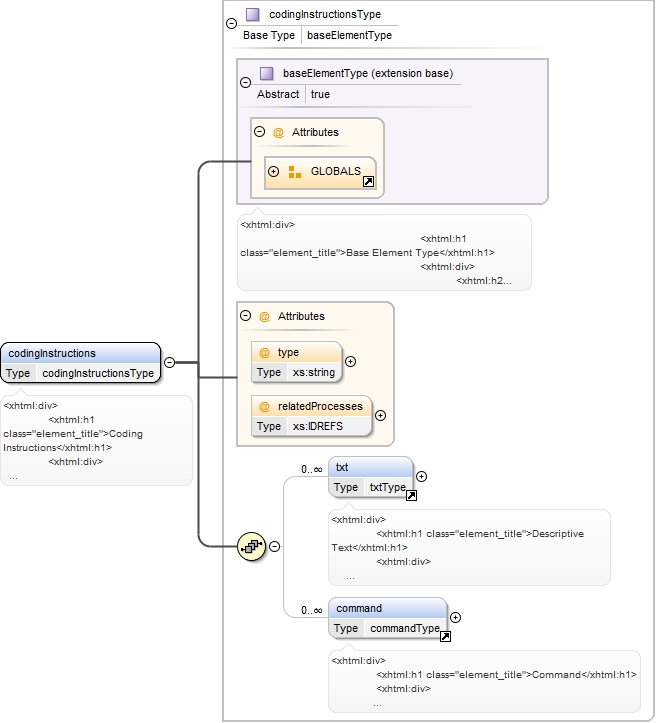 codingInstructionsType
Base Type baseElementType
baseElementType (extension base)
Abstract true
@ Attributes
GLOBALS
<xhtml:div>
<xhtml:h1
class="element_title">Base Element Type</xhtml:h1>
<xhtml:div>
<xhtml:h2...
@ Attributes
@ type
Type xs:string
@ relatedProcesses
Type xs:IDREFS
codingInstructions
Type codingInstructionsType
<xhtml:div>
<xhtml:h1
class="element_title">Coding
Instructions</xhtml:h1>
<xhtml:div>
...
0..∞ txt
Type txtType
<xhtml:div>
<xhtml:h1 class="element_title">Descriptive
Text</xhtml:h1>
<xhtml:div>
...
0..∞ command
Type commandType
<xhtml:div>
<xhtml:h1 class="element_title">Command</xhtml:h1>
<xhtml:div>
...